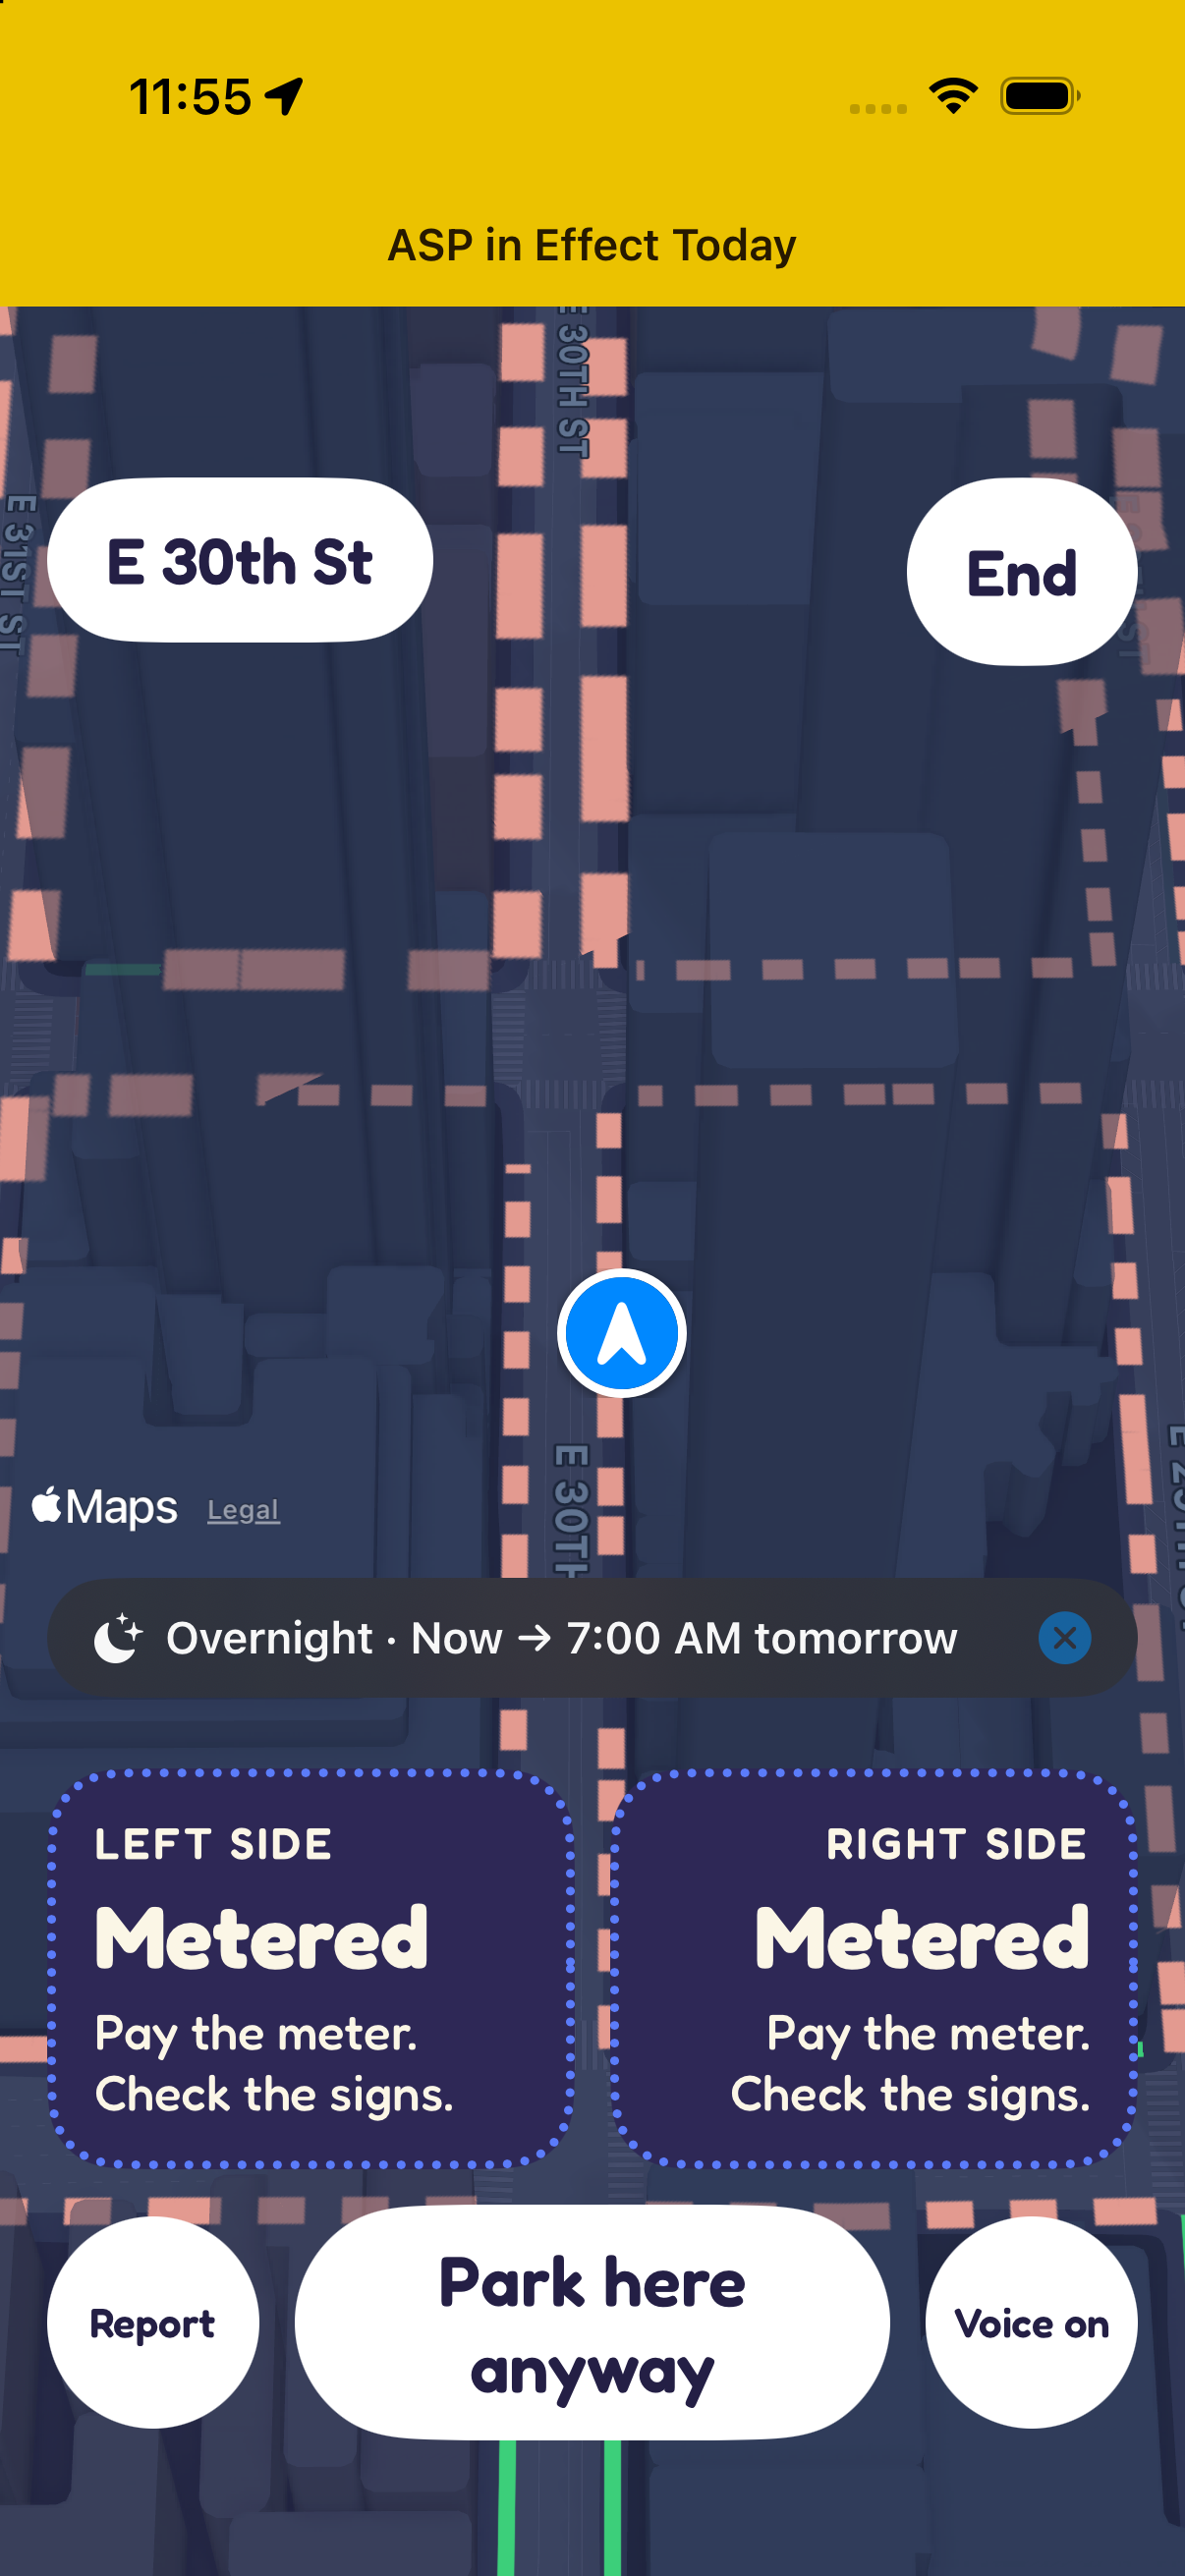 11:55
ASP in Effect Today
E 30TH ST
E 31ST ST
E 30th St
End
ST
Maps Legal
E 30TH
Overnight · Now → 7:00 AM tomorrow
LEFT SIDE
Metered
Pay the meter.
Check the signs.
RIGHT SIDE
Metered
Pay the meter.
Check the signs.
Report
Park here
anyway
Voice on